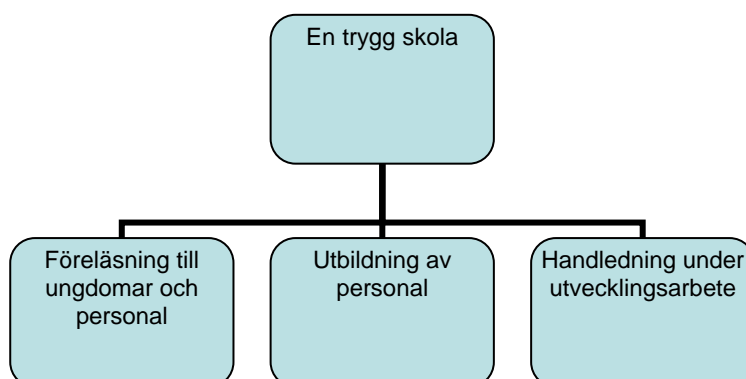 En trygg skola
Föreläsning till
ungdomar och
personal
Utbildning av
personal
Handledning under
utvecklingsarbete